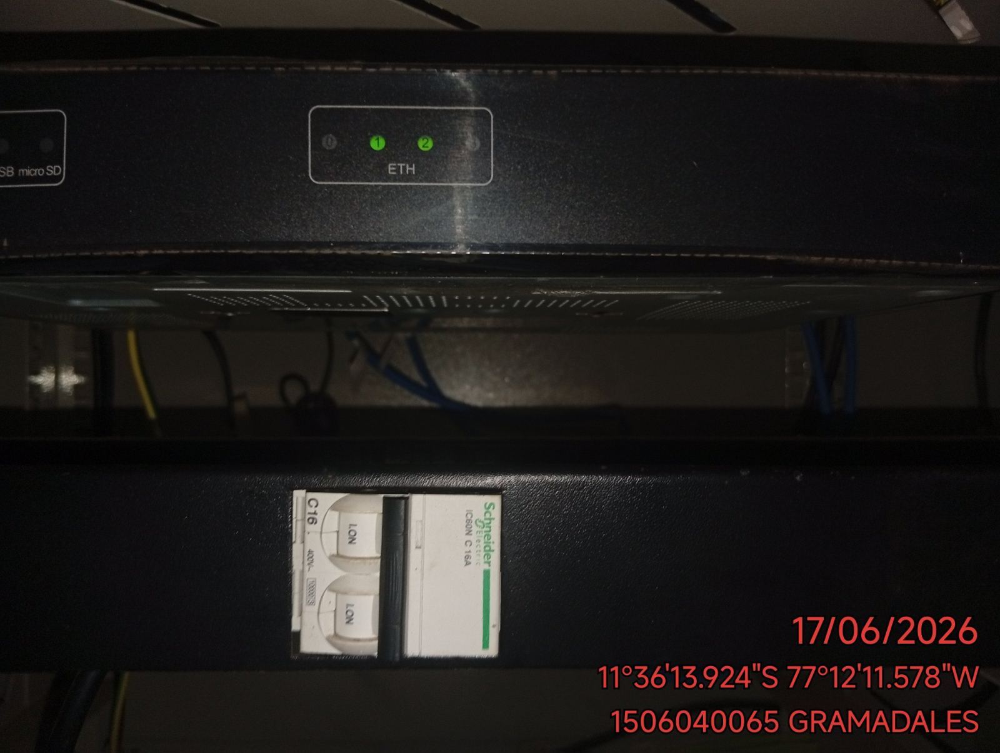 SB micro SD
1 2
ETH
Schneider
Electric
iC60N C 16A
I.ON
I.ON
C16
400V~
10000 3
17/06/2026
11°36'13.924"S 77°12'11.578"W
1506040065 GRAMADALES